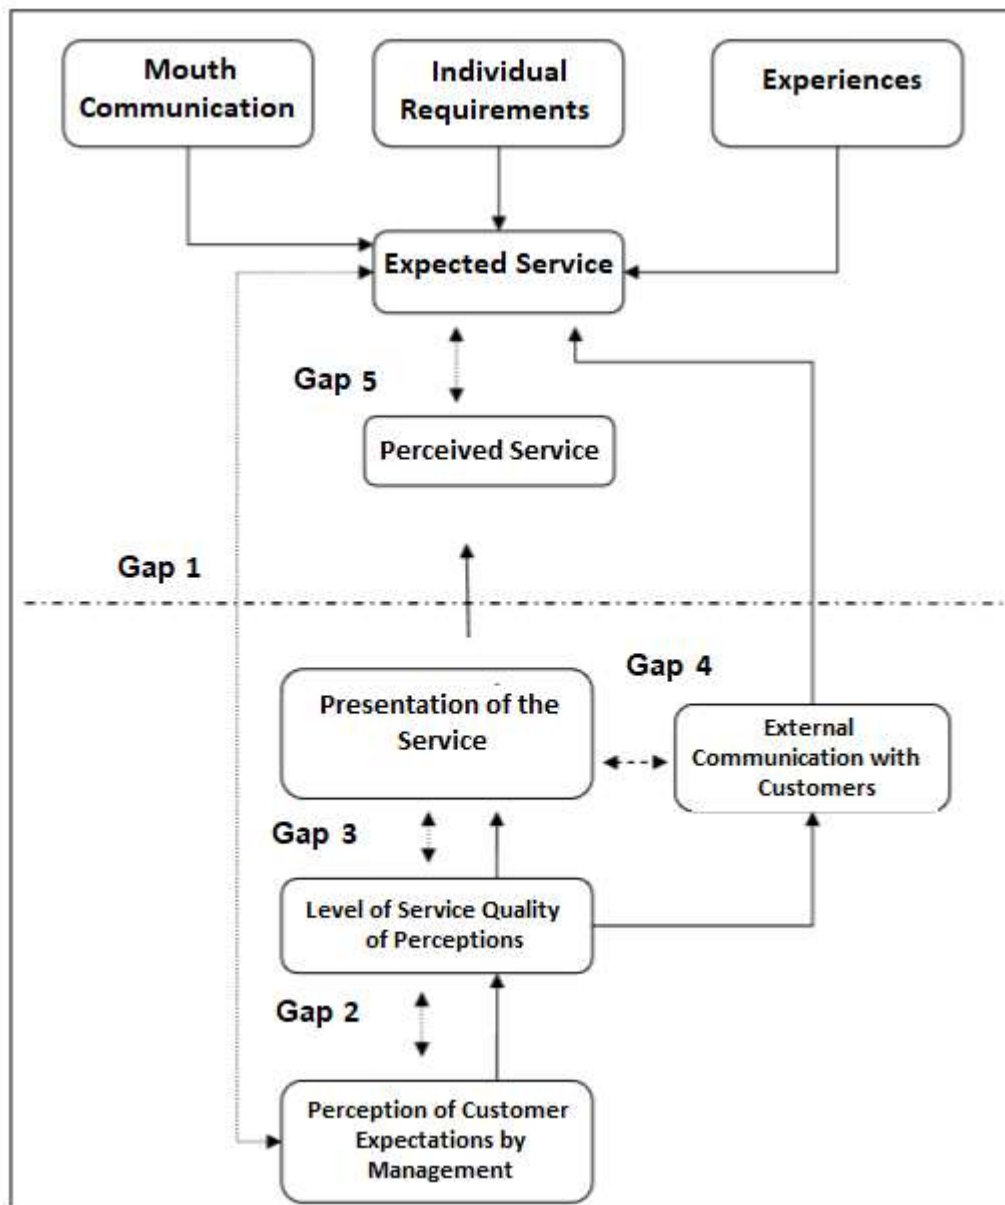 Mouth
Communication
Individual
Requirements
Experiences
Expected Service
Gap 5
Perceived Service
Gap 1
Gap 4
Presentation of the
Service
External
Communication with
Customers
Gap 3
Level of Service Quality
of Perceptions
Gap 2
Perception of Customer
Expectations by
Management